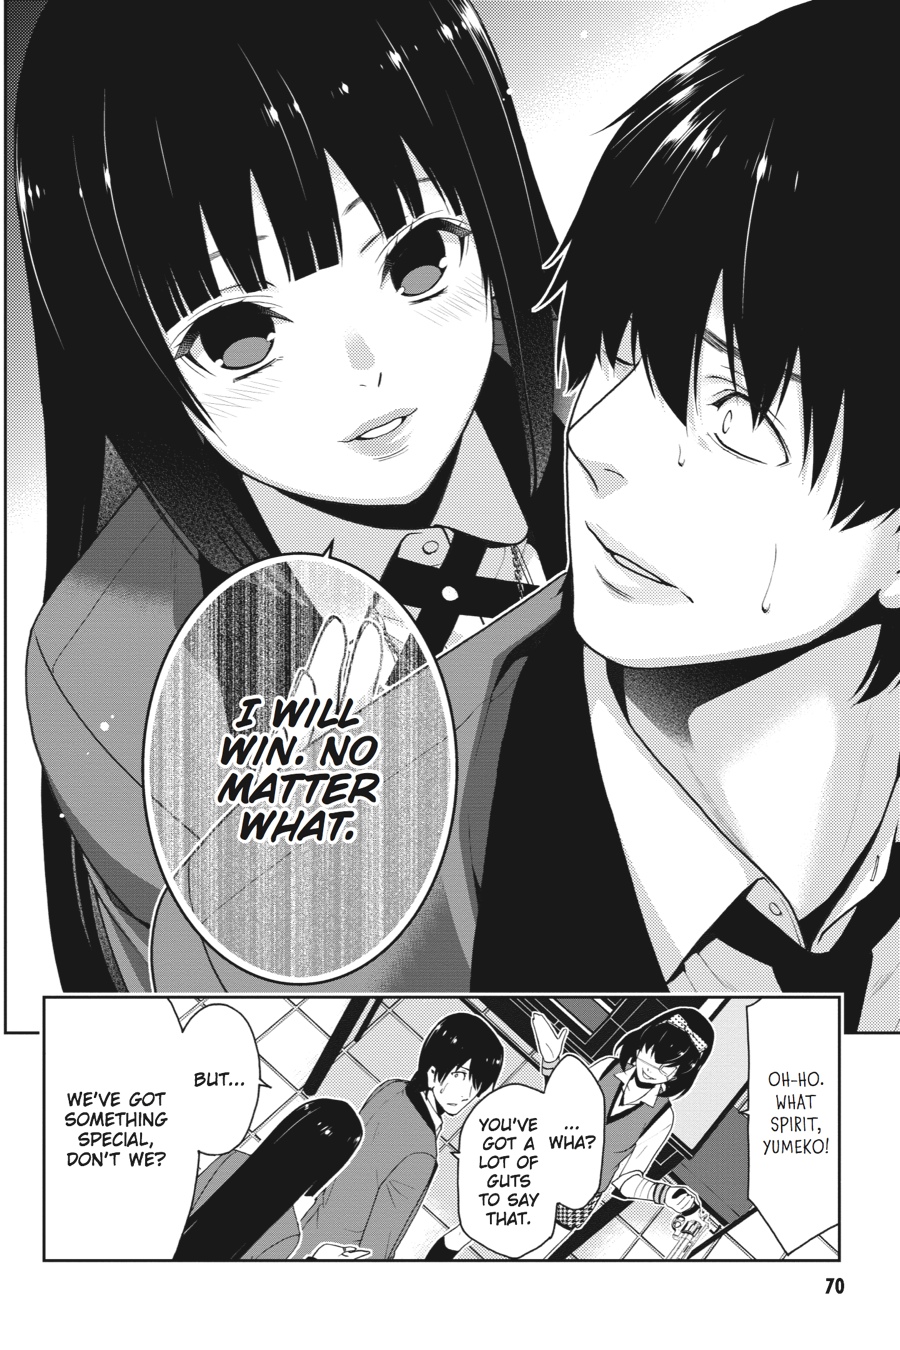 I WILL
WIN. NO
MATTER
WHAT.
OH-HO.
WHAT
SPIRIT,
YUMEKO!
...
WHA?
YOU'VE
GOT A
LOT OF
GUTS
TO SAY
THAT.
BUT...
WE'VE GOT
SOMETHING
SPECIAL,
DON'T WE?
70